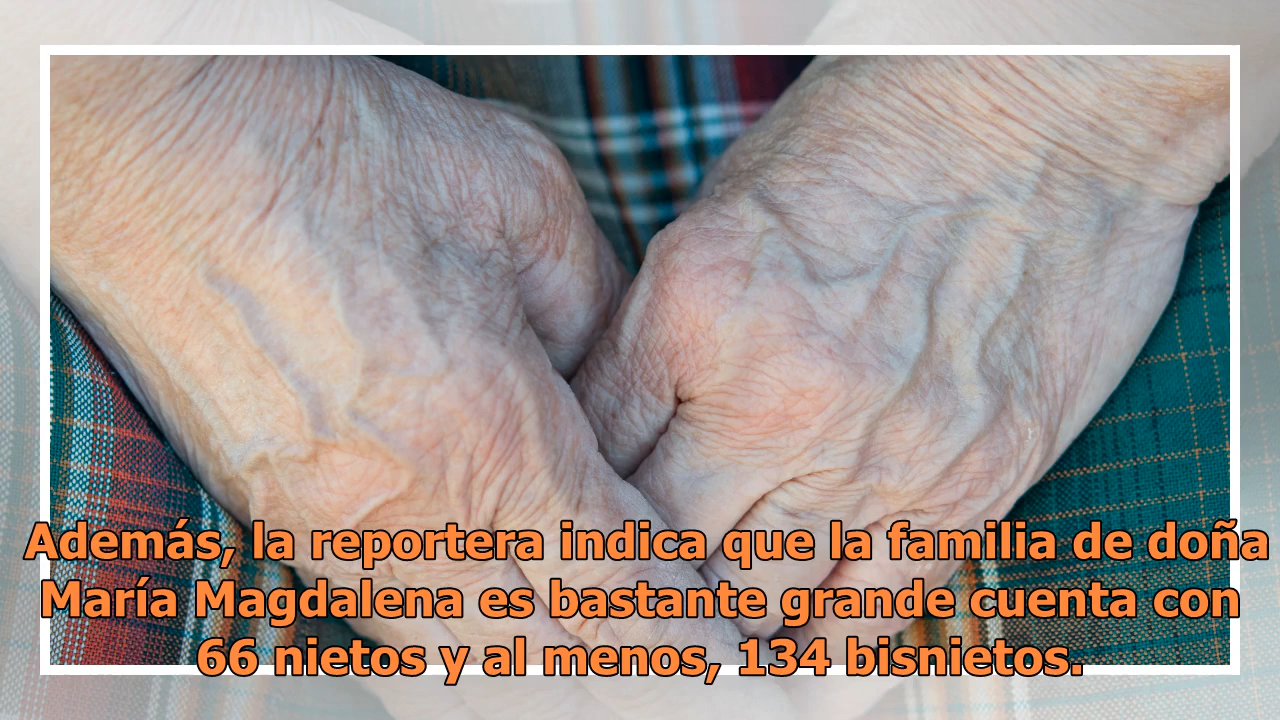 Además, la reportera indica que la familia de doña
María Magdalena es bastante grande cuenta con
66 nietos y al menos, 134 bisnietos.